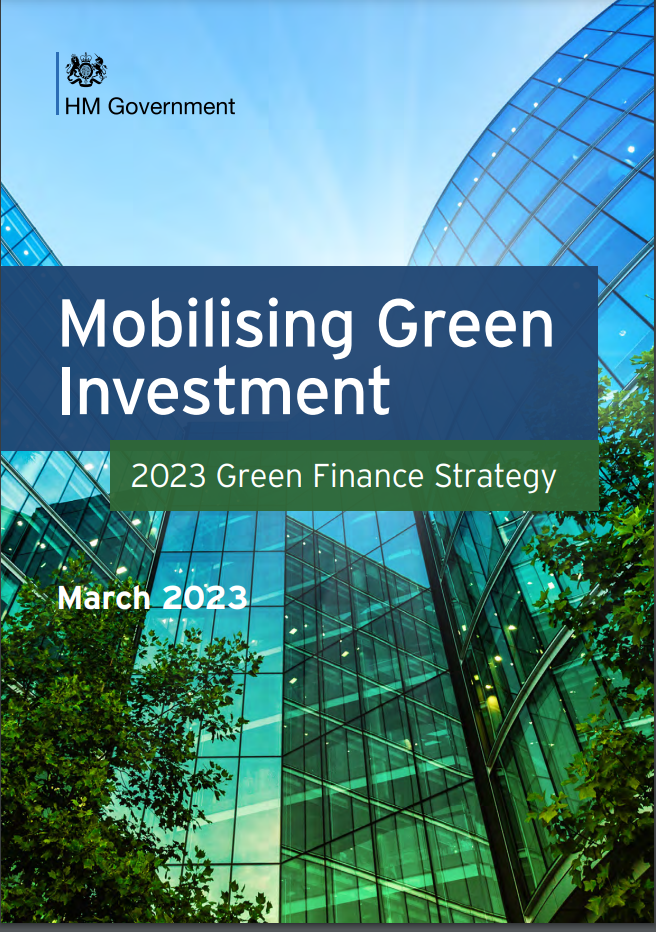 HM Government
Mobilising Green
Investment
2023 Green Finance Strategy
March 2023